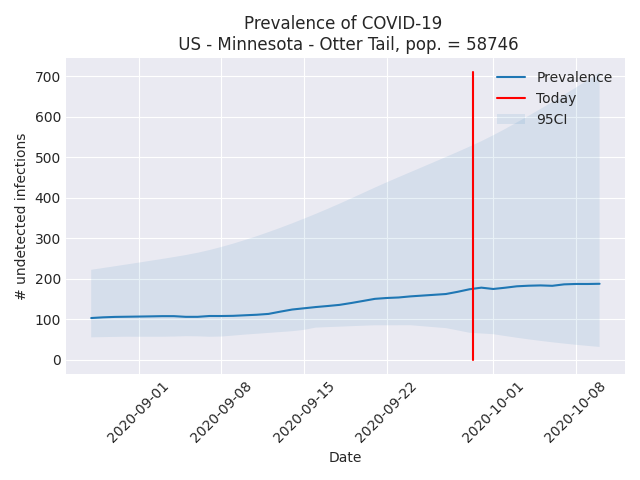 Prevalence of COVID-19
US - Minnesota - Otter Tail, pop. = 58746
# undetected infections
700
600
500
400
300
200
100
0
Prevalence
Today
95CI
2020-09-01
2020-09-08
2020-09-15
2020-09-22
2020-10-01
2020-10-08
Date